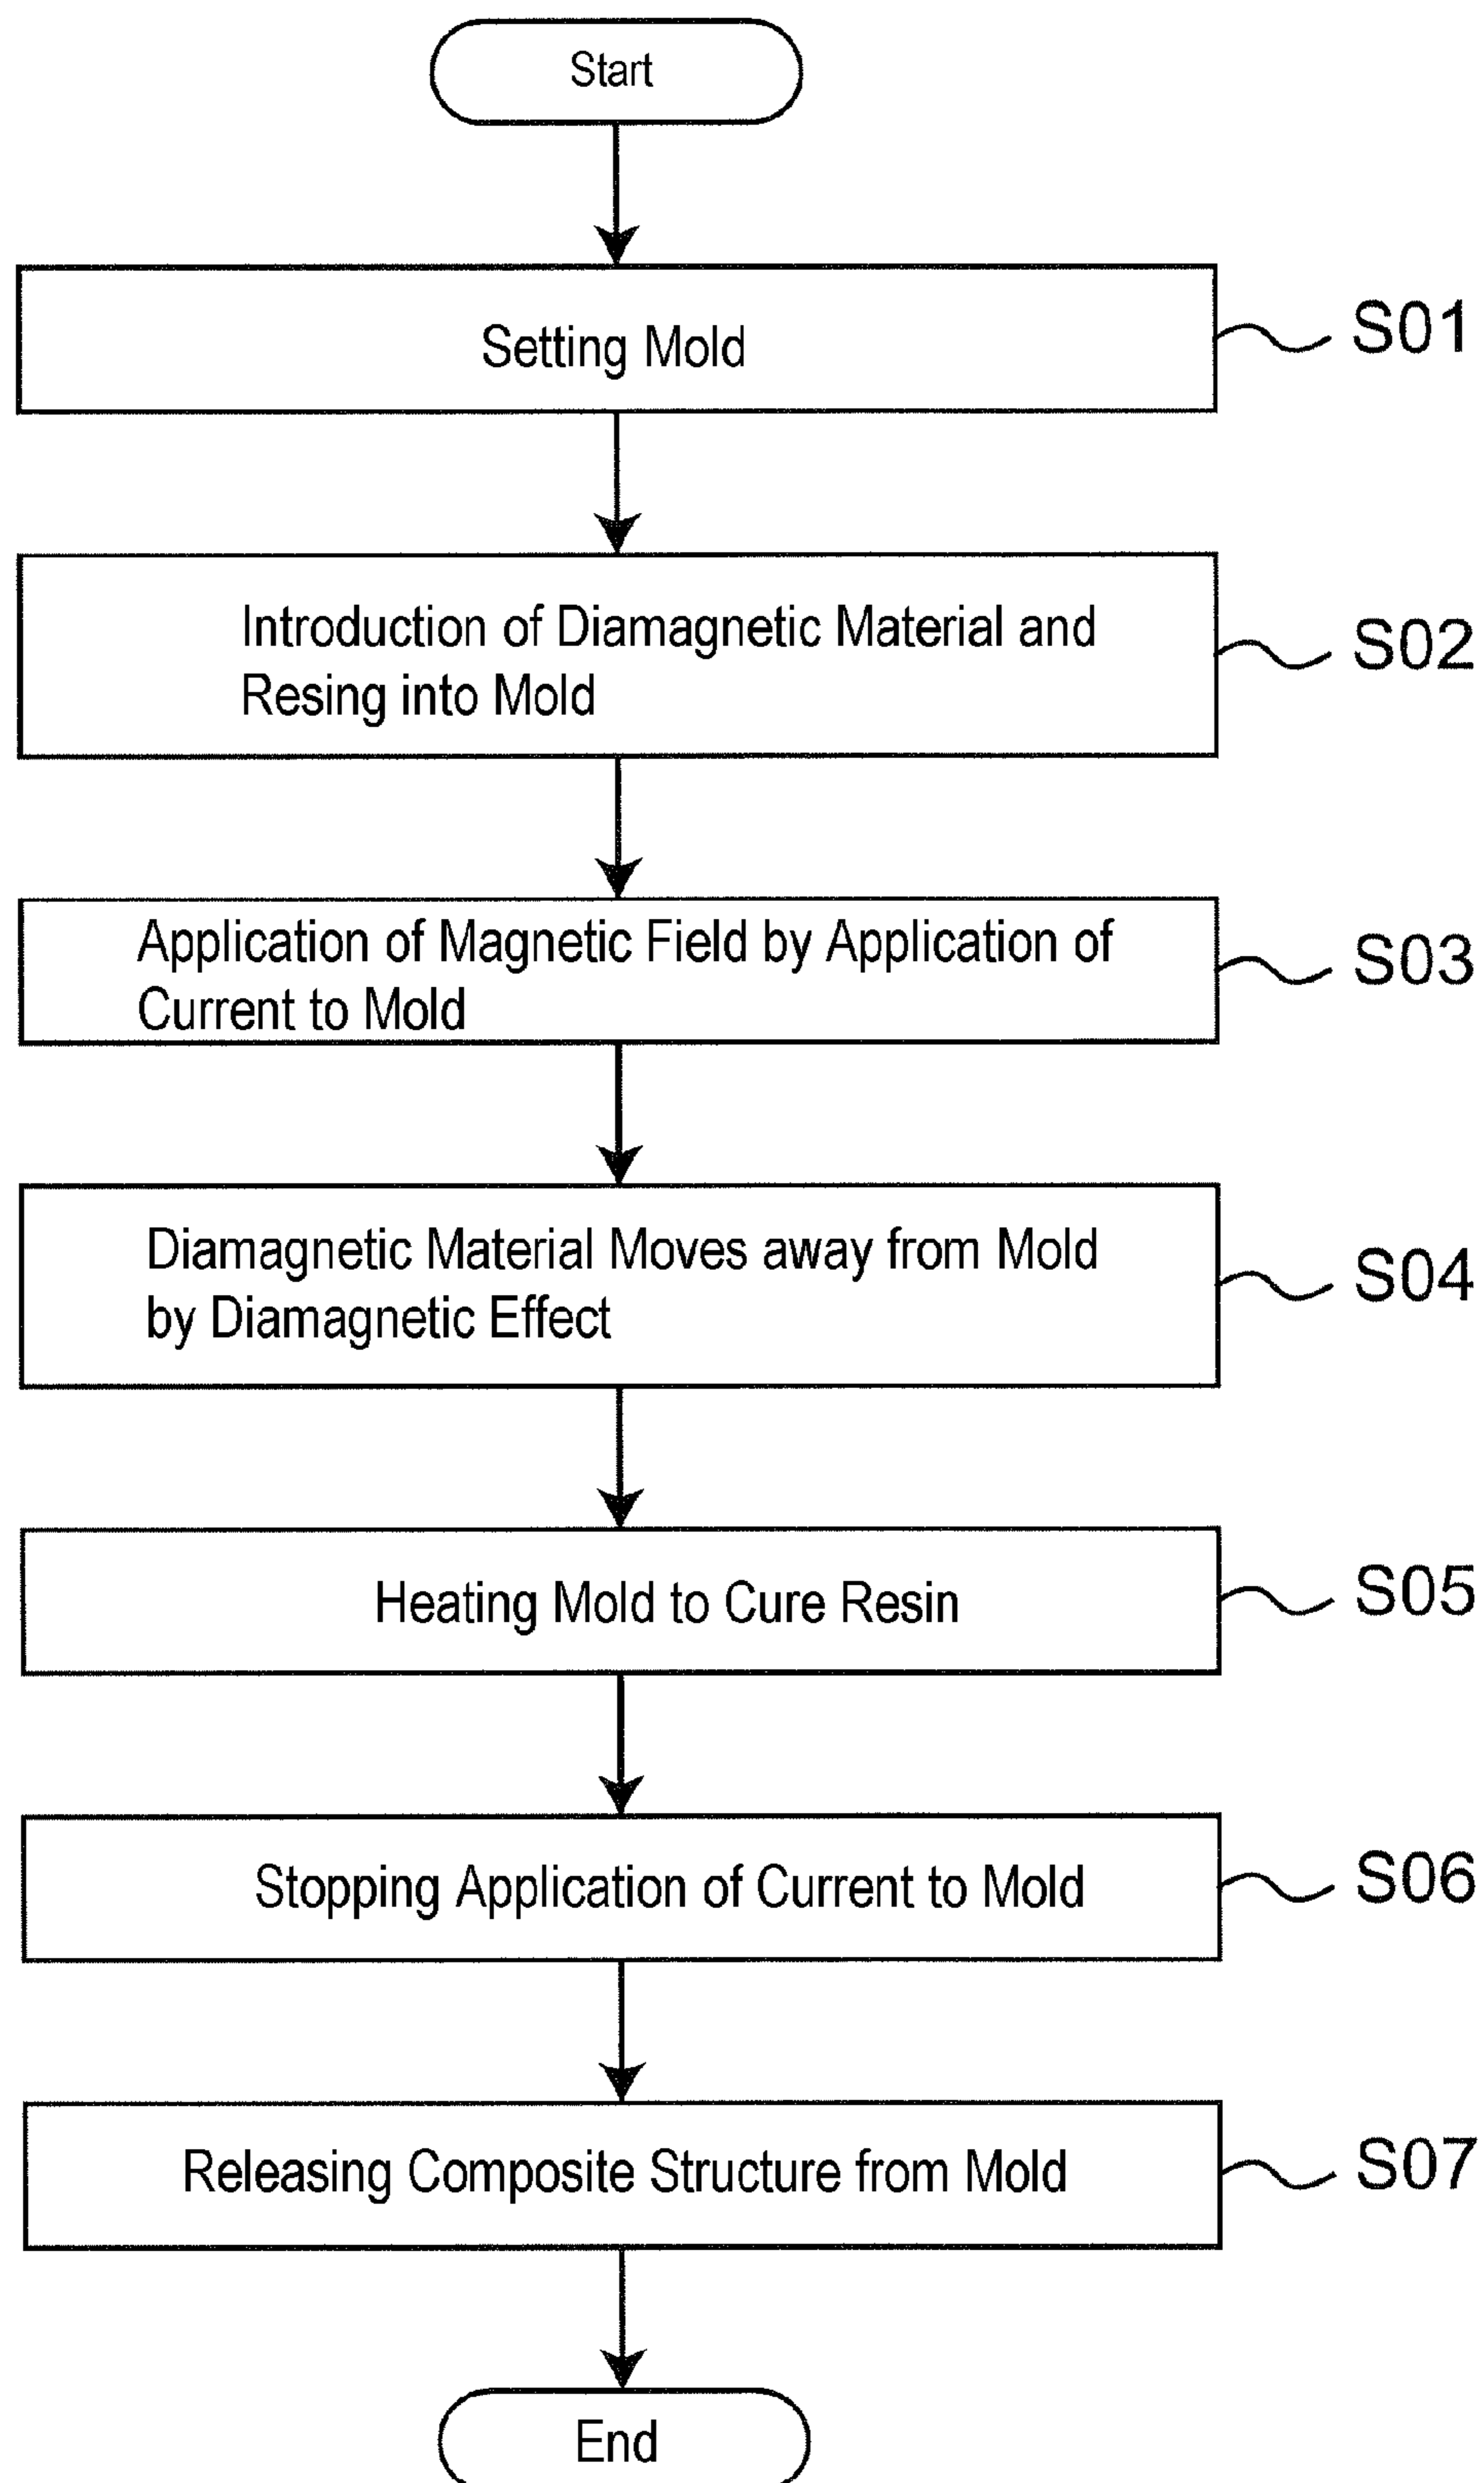 Start
Setting Mold
S01
Introduction of Diamagnetic Material and
Resing into Mold
S02
Application of Magnetic Field by Application of
Current to Mold
S03
Diamagnetic Material Moves away from Mold
by Diamagnetic Effect
S04
Heating Mold to Cure Resin
S05
Stopping Application of Current to Mold
S06
Releasing Composite Structure from Mold
S07
End